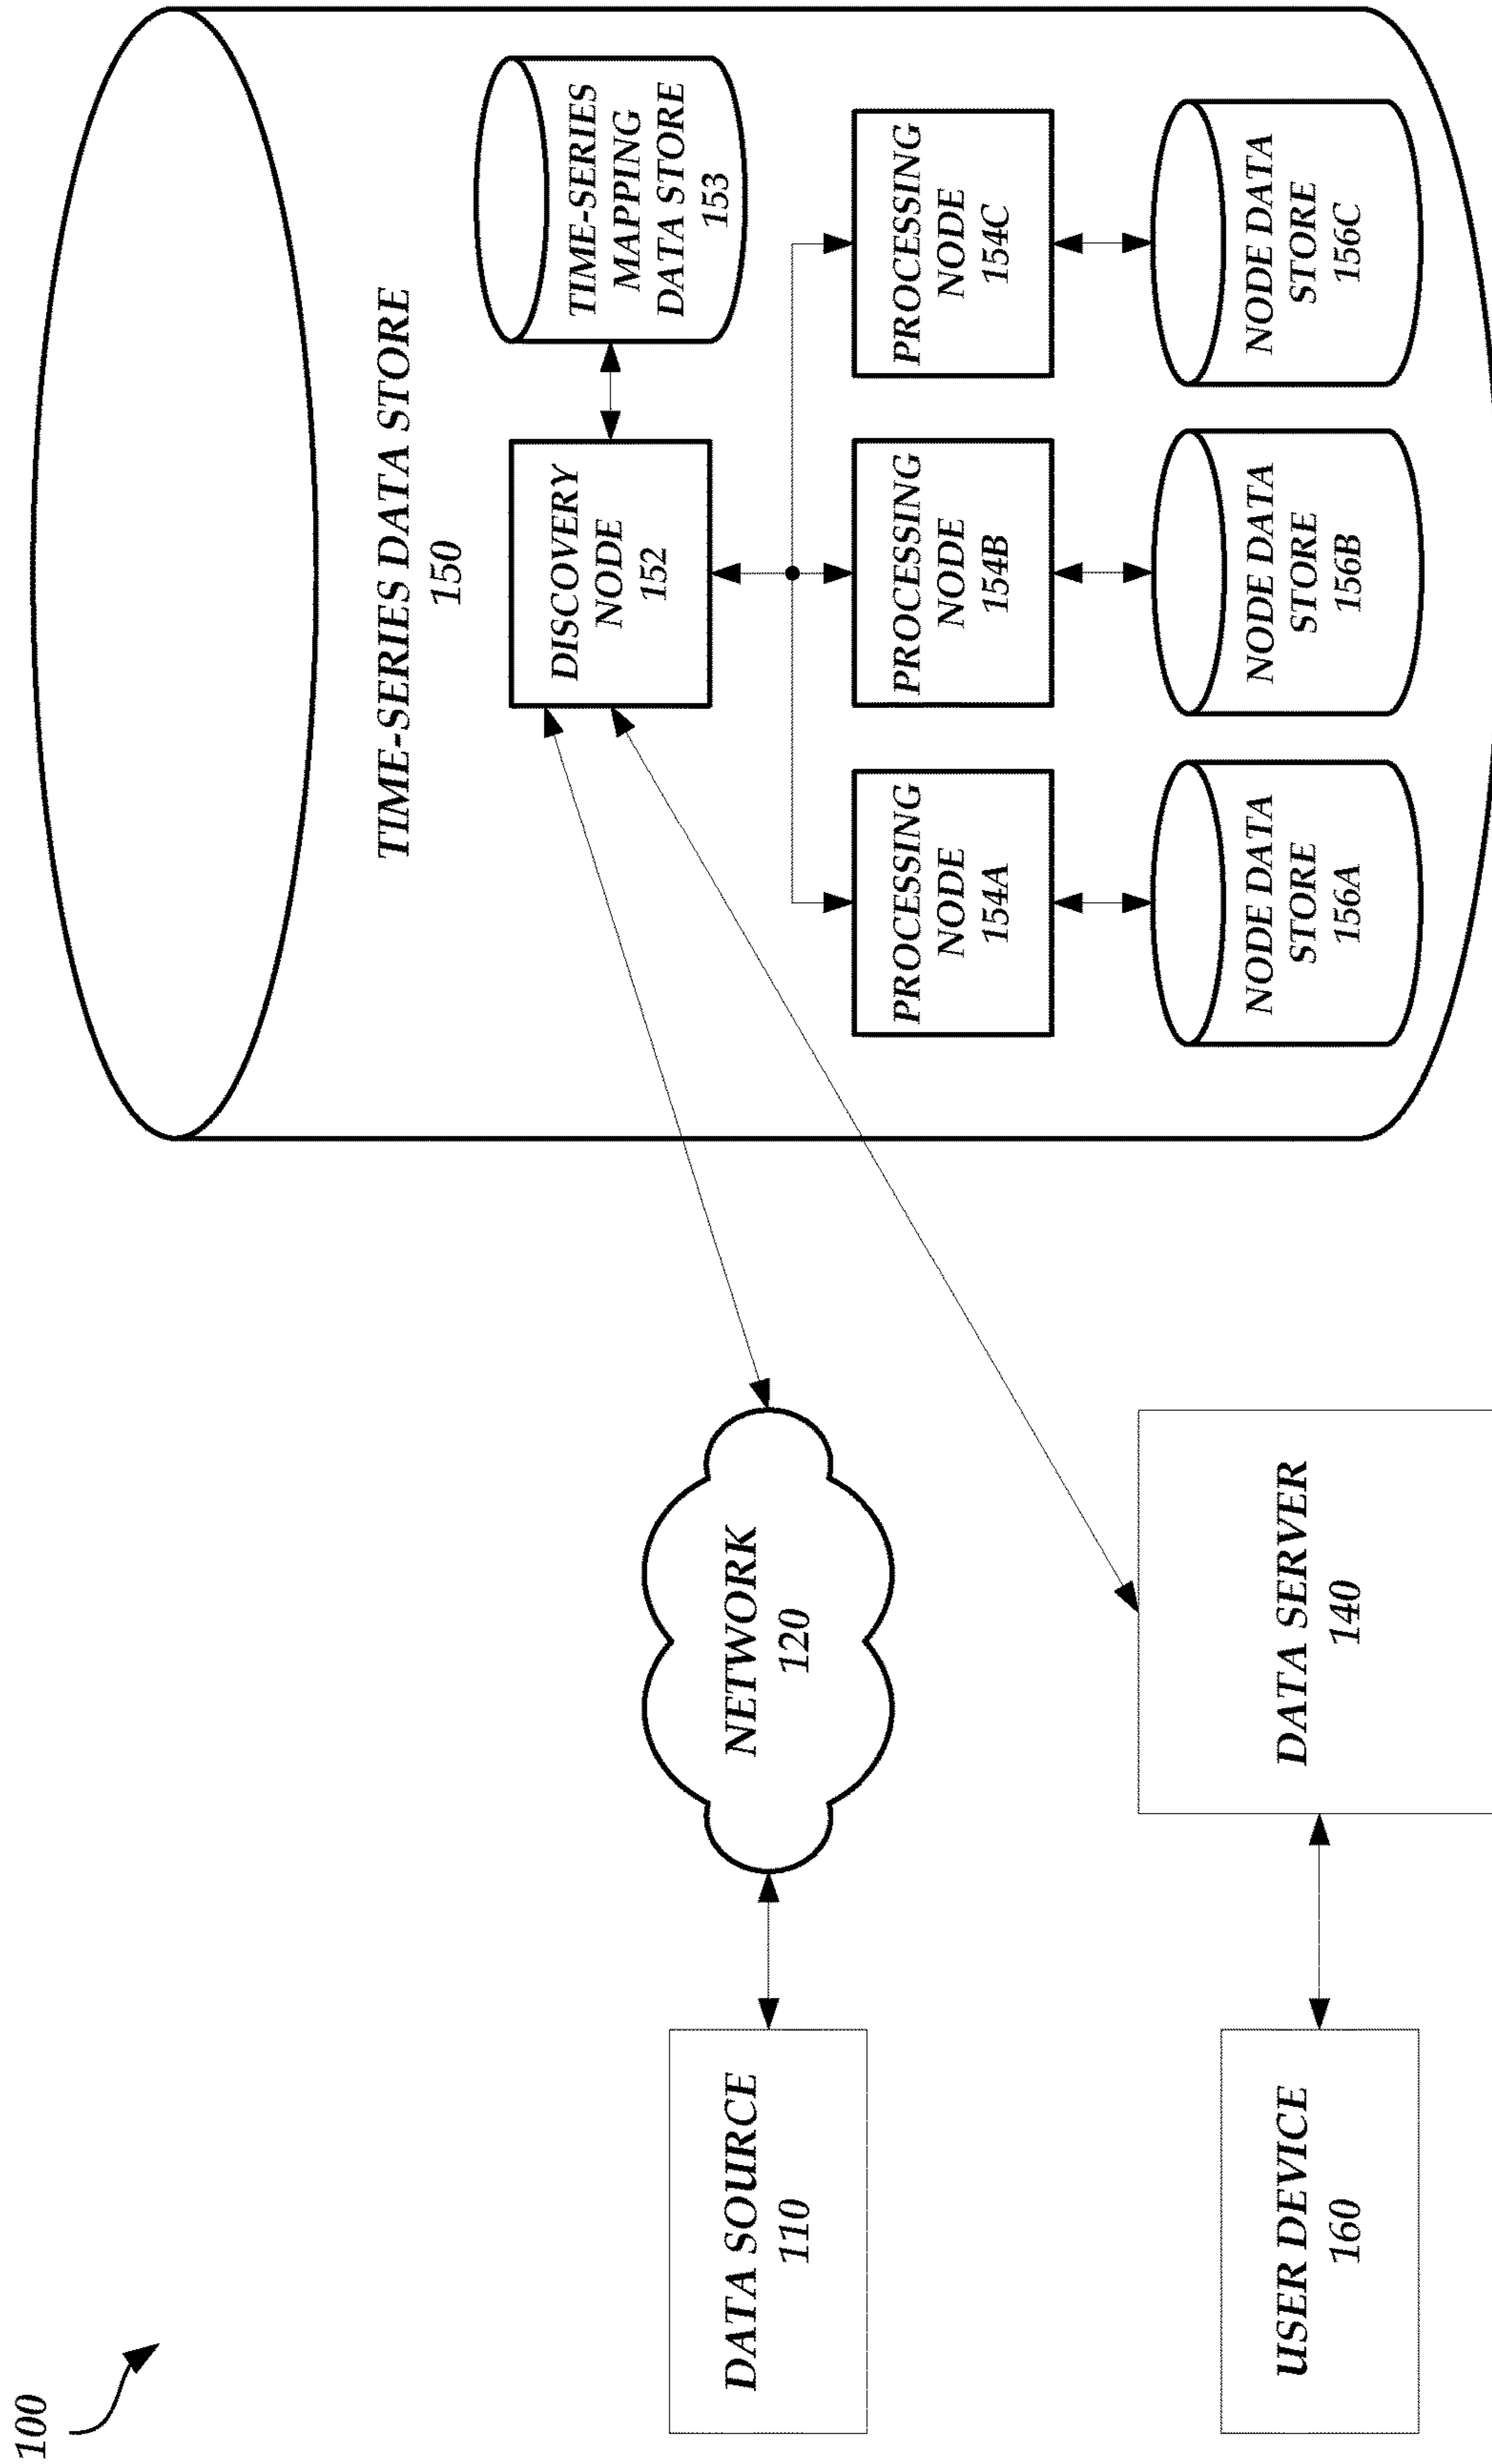 100
TIME-SERIES DATA STORE
150
DISCOVERY
NODE
152
TIME-SERIES
MAPPING
DATA STORE
153
DATA SOURCE
110
NETWORK
120
PROCESSING
NODE
154A
PROCESSING
NODE
154B
PROCESSING
NODE
154C
USER DEVICE
160
DATA SERVER
140
NODE DATA
STORE
156A
NODE DATA
STORE
156B
NODE DATA
STORE
156C